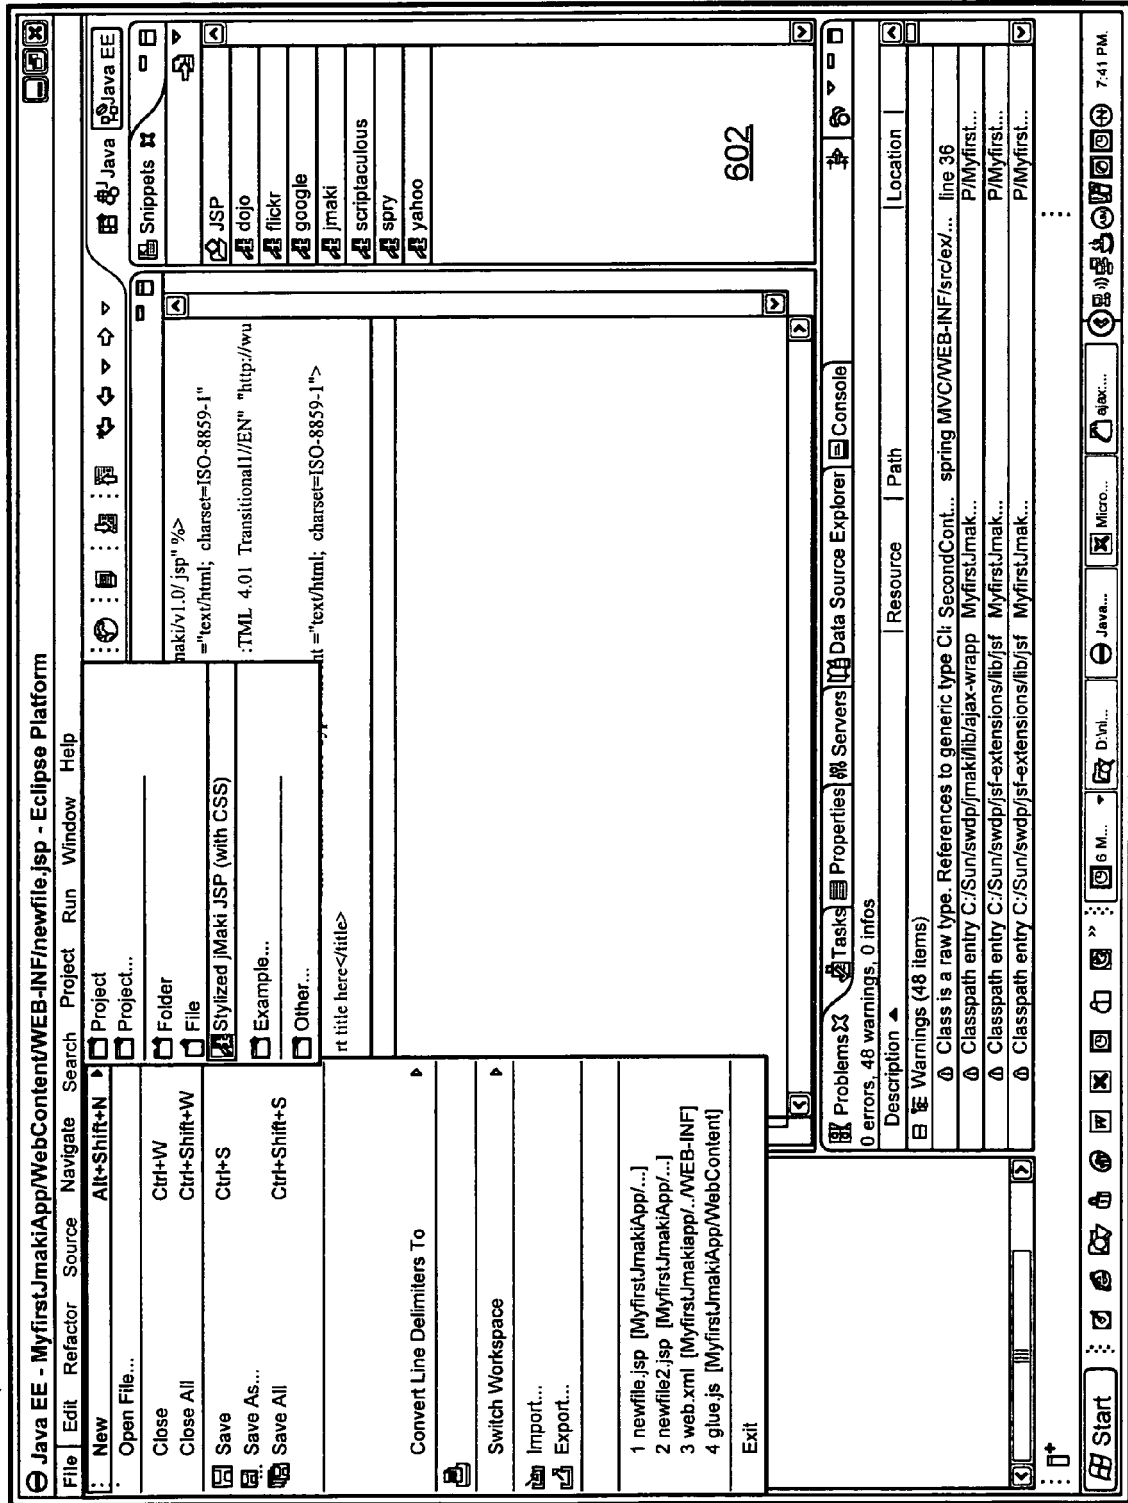 Java EE - MyfirstJmakiApp/WebContent/WEB-INF/newfile.jsp - Eclipse Platform
File Edit Refactor Source Navigate Search Project Run Window Help
Java Java EE
New Alt+Shift+N
Open File...
Close Ctrl+W
Close All Ctrl+Shift+W
Save Ctrl+S
Save As...
Save All Ctrl+Shift+S
Convert Line Delimiters To
Switch Workspace
Import...
Export...
1 newfile.jsp [MyfirstJmakiApp/...]
2 newfile2.jsp [MyfirstJmakiApp/...]
3 web.xml [MyfirstJmakiapp/../WEB-INF]
4 glue.js [MyfirstJmakiApp/WebContent]
Exit
Project
Project...
Folder
File
Stylized jMaki JSP (with CSS)
Example...
Other...
naki/v1.0/ jsp" %>
="text/html; charset=ISO-8859-1"
:TML 4.01 Transitional1//EN" "http://wu
nt ="text/html; charset=ISO-8859-1">
rt title here</title>
Snippets
JSP
dojo
flickr
google
jmaki
scriptaculous
spry
yahoo
602
Problems Tasks Properties Servers Data Source Explorer Console
0 errors, 48 warnings, 0 infos
Description Resource Path Location
Warnings (48 items)
Class is a raw type. References to generic type Cl: SecondCont... spring MVC/WEB-INF/src/ex/... line 36
Classpath entry C:/Sun/swdp/jmaki/lib/ajax-wrapp MyfirstJmak... P/Myfirst...
Classpath entry C:/Sun/swdp/jsf-extensions/lib/jsf MyfirstJmak... P/Myfirst...
Classpath entry C:/Sun/swdp/jsf-extensions/lib/jsf MyfirstJmak... P/Myfirst...
Start 6 M... D:\nl... Java... Micro... ajax:... 7:41 PM.